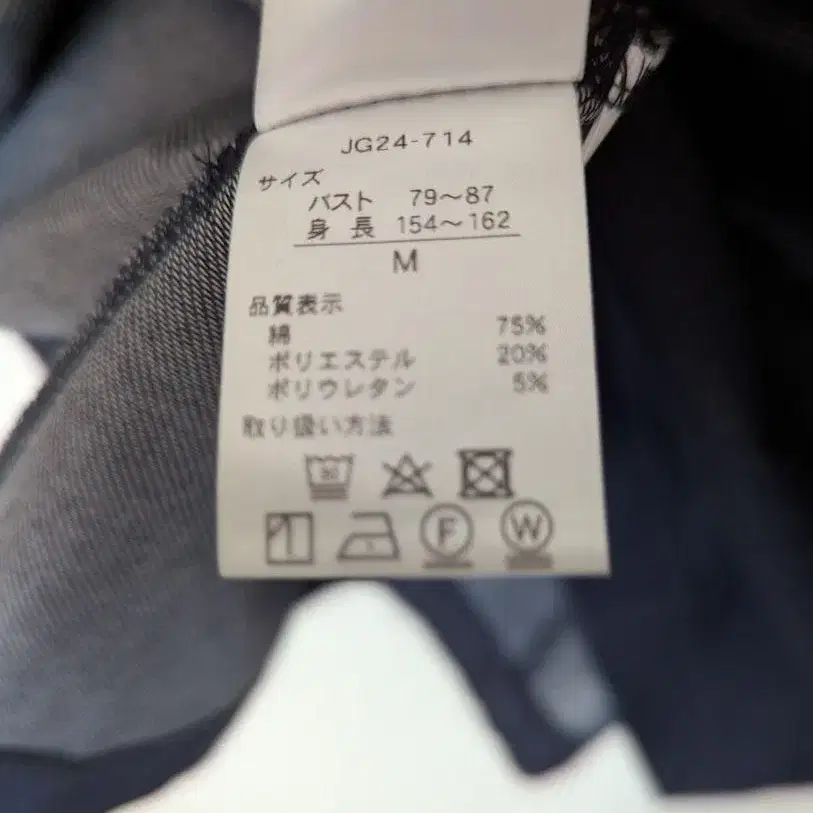 JG24-714
サイズ
バスト 79～87
身長 154～162
M
品質表示
綿 75%
ポリエステル 20%
ポリウレタン 5%
取り扱い方法
F W